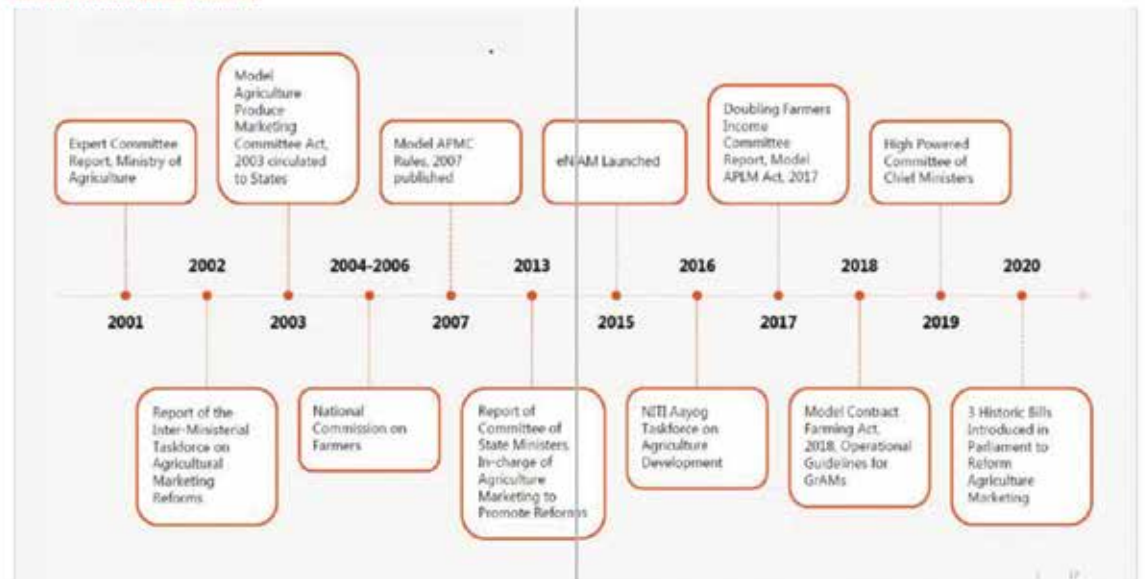 Expert Committee
Report, Ministry of
Agriculture
Model
Agriculture
Produce
Marketing
Committee Act,
2003 circulated
to States
Model APMC
Rules, 2007
published
eNAM Launched
Doubling Farmers
Income
Committee
Report, Model
APLM Act, 2017
High Powered
Committee of
Chief Ministers
2002
2004-2006
2013
2016
2018
2020
2001
2003
2007
2015
2017
2019
Report of the
Inter-Ministerial
Taskforce on
Agricultural
Marketing
Reforms
National
Commission on
Farmers
Report of
Committee of
State Ministers
In-charge of
Agriculture
Marketing to
Promote Reforms
NITI Aayog
Taskforce on
Agriculture
Development
Model Contract
Farming Act,
2018, Operational
Guidelines for
GrAMs
3 Historic Bills
Introduced in
Parliament to
Reform
Agriculture
Marketing